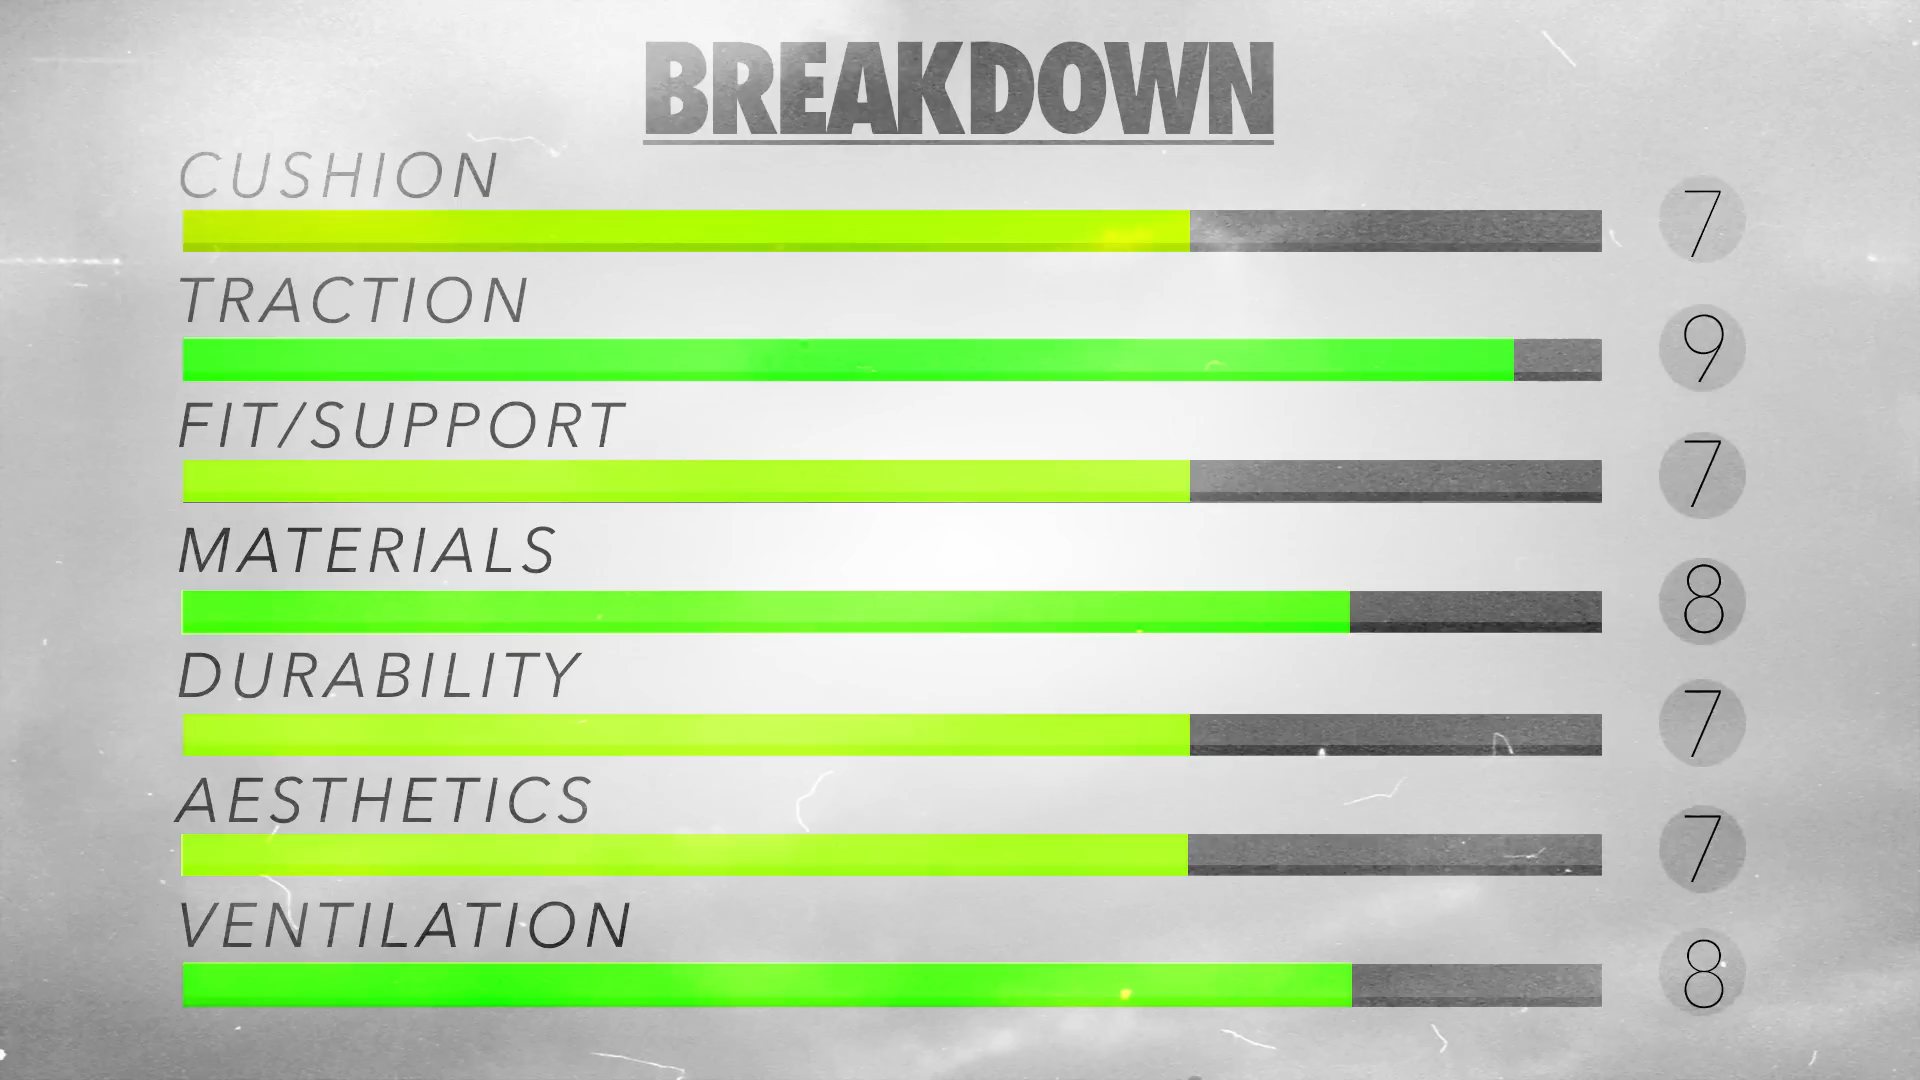 BREAKDOWN
CUSHION
7
TRACTION
9
FIT/SUPPORT
7
MATERIALS
8
DURABILITY
7
AESTHETICS
7
VENTILATION
8